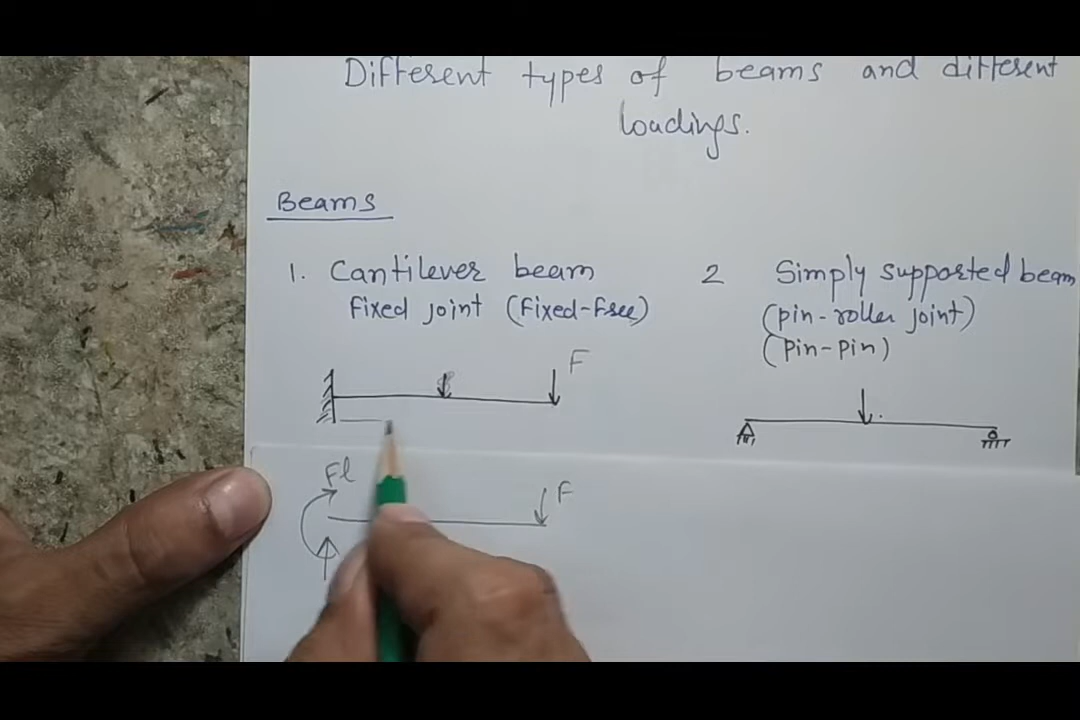 Different types of beams and different
loadings.
Beams
1. Cantilever beam
Fixed joint (Fixed-Free)
F
Fl
F
2 Simply supported beam
(pin-roller joint)
(Pin-Pin)